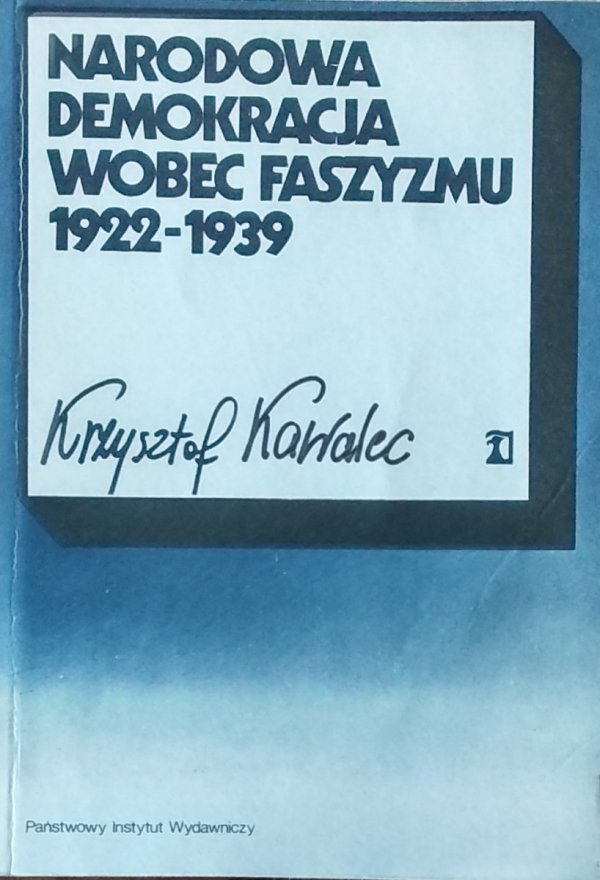 NARODOWA
DEMOKRACJA
WOBEC FASZYZMU
1922-1939
Krzysztof Kawalec
Państwowy Instytut Wydawniczy